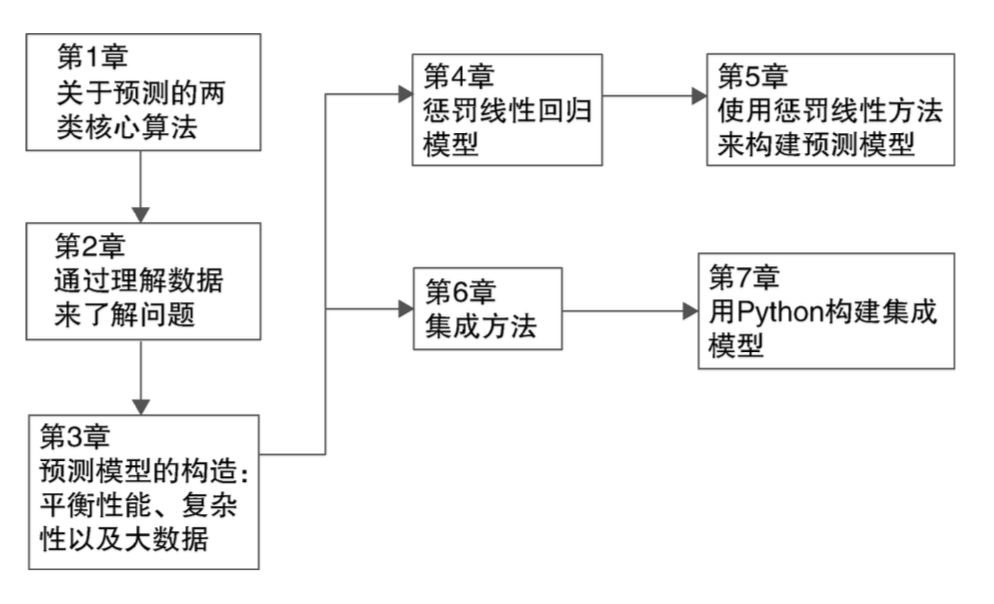 第1章
关于预测的两
类核心算法
第2章
通过理解数据
来了解问题
第3章
预测模型的构造：
平衡性能、复杂
性以及大数据
第4章
惩罚线性回归
模型
第5章
使用惩罚线性方法
来构建预测模型
第6章
集成方法
第7章
用Python构建集成
模型